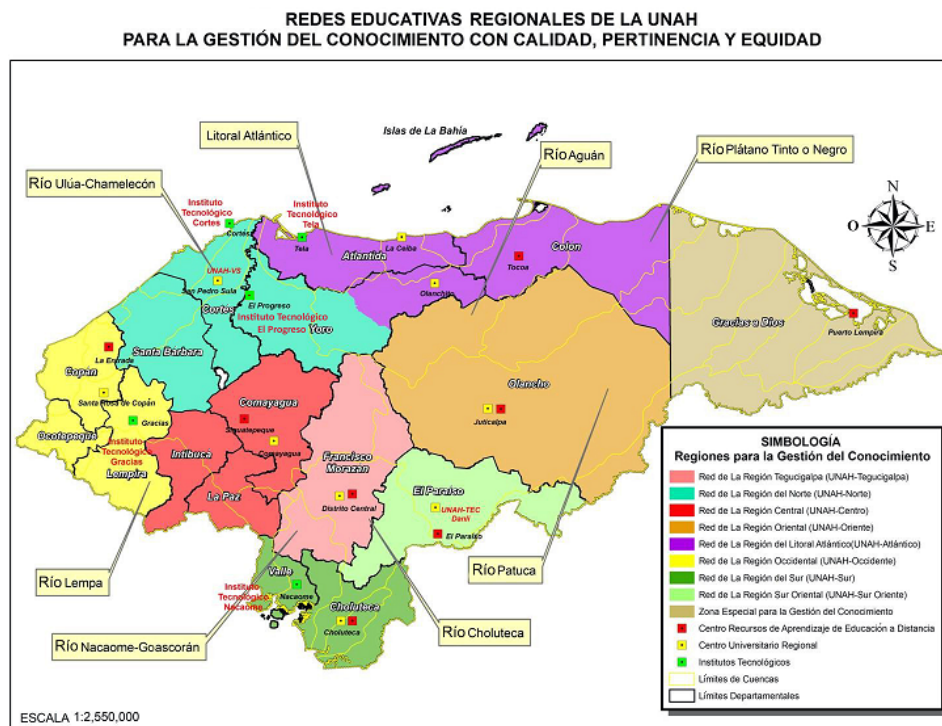 REDES EDUCATIVAS REGIONALES DE LA UNAH
PARA LA GESTIÓN DEL CONOCIMIENTO CON CALIDAD, PERTINENCIA Y EQUIDAD
Islas de La Bahía
Litoral Atlántico
Río Aguán
Río Plátano Tinto o Negro
Río Ulúa-Chamelecón
Instituto
Tecnológico
Cortes
Instituto
Tecnológico
Tela
N
O
E
S
Cortés
Tela
La Ceiba
Atlantida
Colon
Tocoa
UNAH-VS
San Pedro Sula
Olanchito
El Progreso
Cortes
Instituto Tecnológico
El Progreso
Yoro
Gracias a Dios
Puerto Lempira
La Entrada
Santa Barbara
Copán
Olancho
Santa Rosa de Copán
Comayagua
Juticalpa
Gracias
Siguatepeque
Ocotepeque
Instituto
Tecnológico
Gracias
Lempira
Intibuca
Comayagua
Francisco
Morazan
La Paz
El Paraiso
Distrito Central
UNAH-TEC
Danlí
El Paraíso
Río Lempa
Valle
Río Patuca
Instituto
Tecnológico
Nacaome
Nacaome
Choluteca
Choluteca
Río Nacaome-Goascorán
Río Choluteca
SIMBOLOGÍA
Regiones para la Gestión del Conocimiento
Red de La Región Tegucigalpa (UNAH-Tegucigalpa)
Red de La Región del Norte (UNAH-Norte)
Red de La Región Central (UNAH-Centro)
Red de La Región Oriental (UNAH-Oriente)
Red de La Región del Litoral Atlántico(UNAH-Atlántico)
Red de La Región Occidental (UNAH-Occidente)
Red de La Región del Sur (UNAH-Sur)
Red de La Región Sur Oriental (UNAH-Sur Oriente)
Zona Especial para la Gestión del Conocimiento
Centro Recursos de Aprendizaje de Educación a Distancia
Centro Universitario Regional
Institutos Tecnológicos
Límites de Cuencas
Límites Departamentales
ESCALA 1:2,550,000